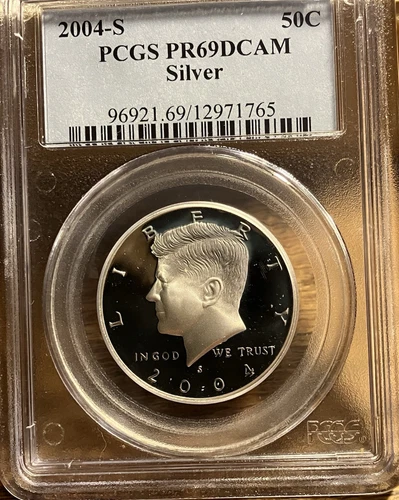 2004-S 50C
PCGS PR69DCAM
Silver
96921.69/12971765
LIBERTY
IN GOD WE TRUST
S
2004
PCGS